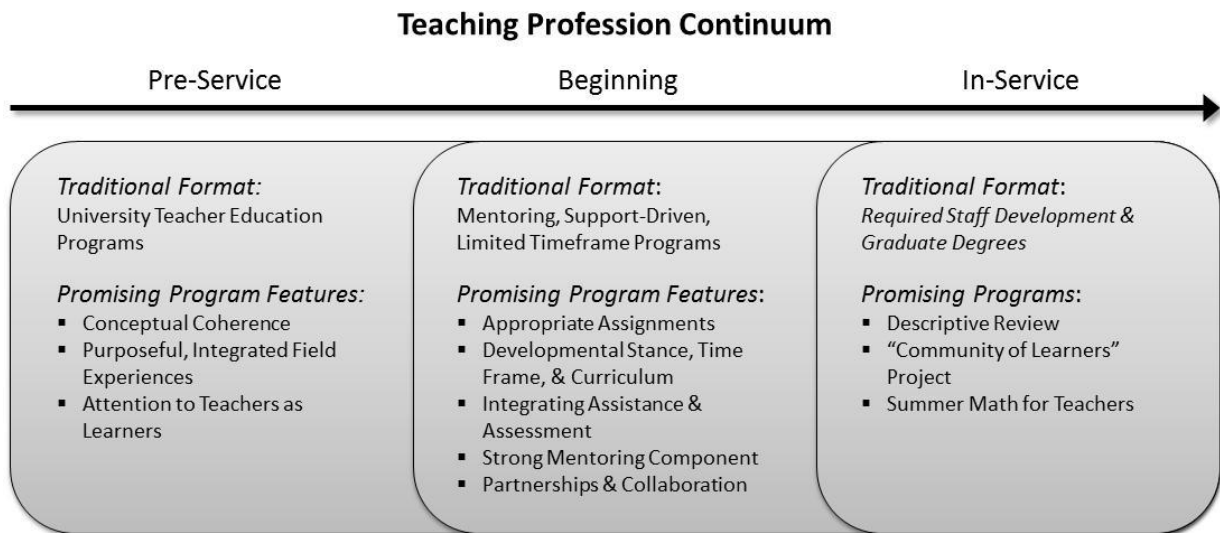 Teaching Profession Continuum
Pre-Service
Beginning
In-Service
Traditional Format:
University Teacher Education
Programs
Promising Program Features:
▪ Conceptual Coherence
▪ Purposeful, Integrated Field
Experiences
▪ Attention to Teachers as
Learners
Traditional Format:
Mentoring, Support-Driven,
Limited Timeframe Programs
Promising Program Features:
▪ Appropriate Assignments
▪ Developmental Stance, Time
Frame, & Curriculum
▪ Integrating Assistance &
Assessment
▪ Strong Mentoring Component
▪ Partnerships & Collaboration
Traditional Format:
Required Staff Development &
Graduate Degrees
Promising Programs:
▪ Descriptive Review
▪ “Community of Learners”
Project
▪ Summer Math for Teachers